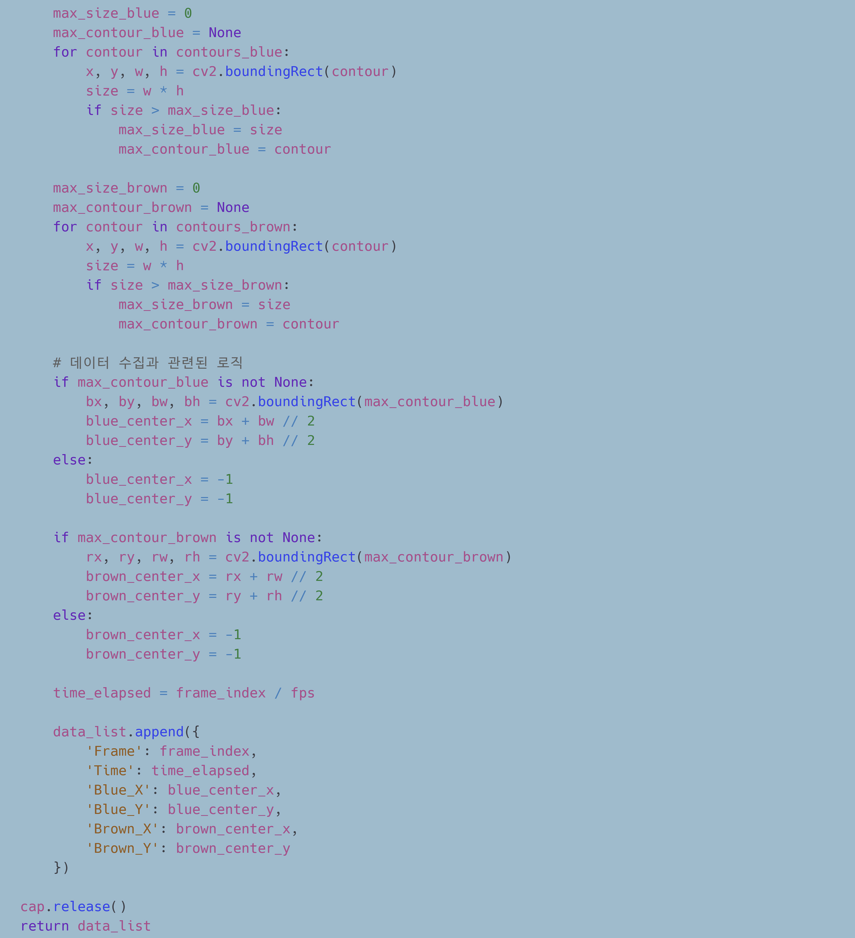 max_size_blue = 0
    max_contour_blue = None
    for contour in contours_blue:
        x, y, w, h = cv2.boundingRect(contour)
        size = w * h
        if size > max_size_blue:
            max_size_blue = size
            max_contour_blue = contour

    max_size_brown = 0
    max_contour_brown = None
    for contour in contours_brown:
        x, y, w, h = cv2.boundingRect(contour)
        size = w * h
        if size > max_size_brown:
            max_size_brown = size
            max_contour_brown = contour

    # 데이터 수집과 관련된 로직
    if max_contour_blue is not None:
        bx, by, bw, bh = cv2.boundingRect(max_contour_blue)
        blue_center_x = bx + bw // 2
        blue_center_y = by + bh // 2
    else:
        blue_center_x = -1
        blue_center_y = -1

    if max_contour_brown is not None:
        rx, ry, rw, rh = cv2.boundingRect(max_contour_brown)
        brown_center_x = rx + rw // 2
        brown_center_y = ry + rh // 2
    else:
        brown_center_x = -1
        brown_center_y = -1

    time_elapsed = frame_index / fps

    data_list.append({
        'Frame': frame_index,
        'Time': time_elapsed,
        'Blue_X': blue_center_x,
        'Blue_Y': blue_center_y,
        'Brown_X': brown_center_x,
        'Brown_Y': brown_center_y
    })

cap.release()
return data_list